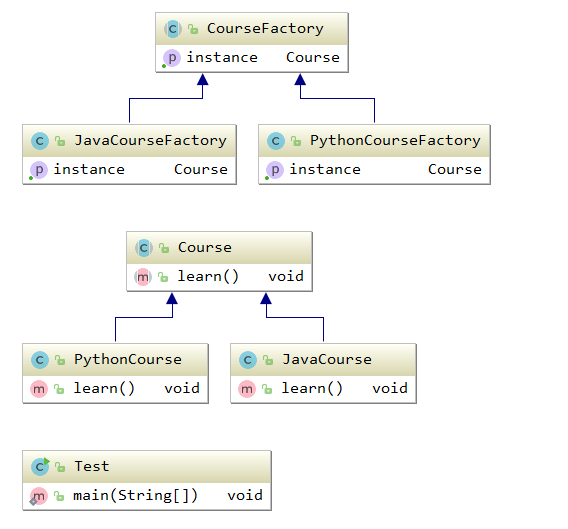 CourseFactory
instance Course
JavaCourseFactory
instance Course
PythonCourseFactory
instance Course
Course
learn() void
PythonCourse
learn() void
JavaCourse
learn() void
Test
main(String[]) void